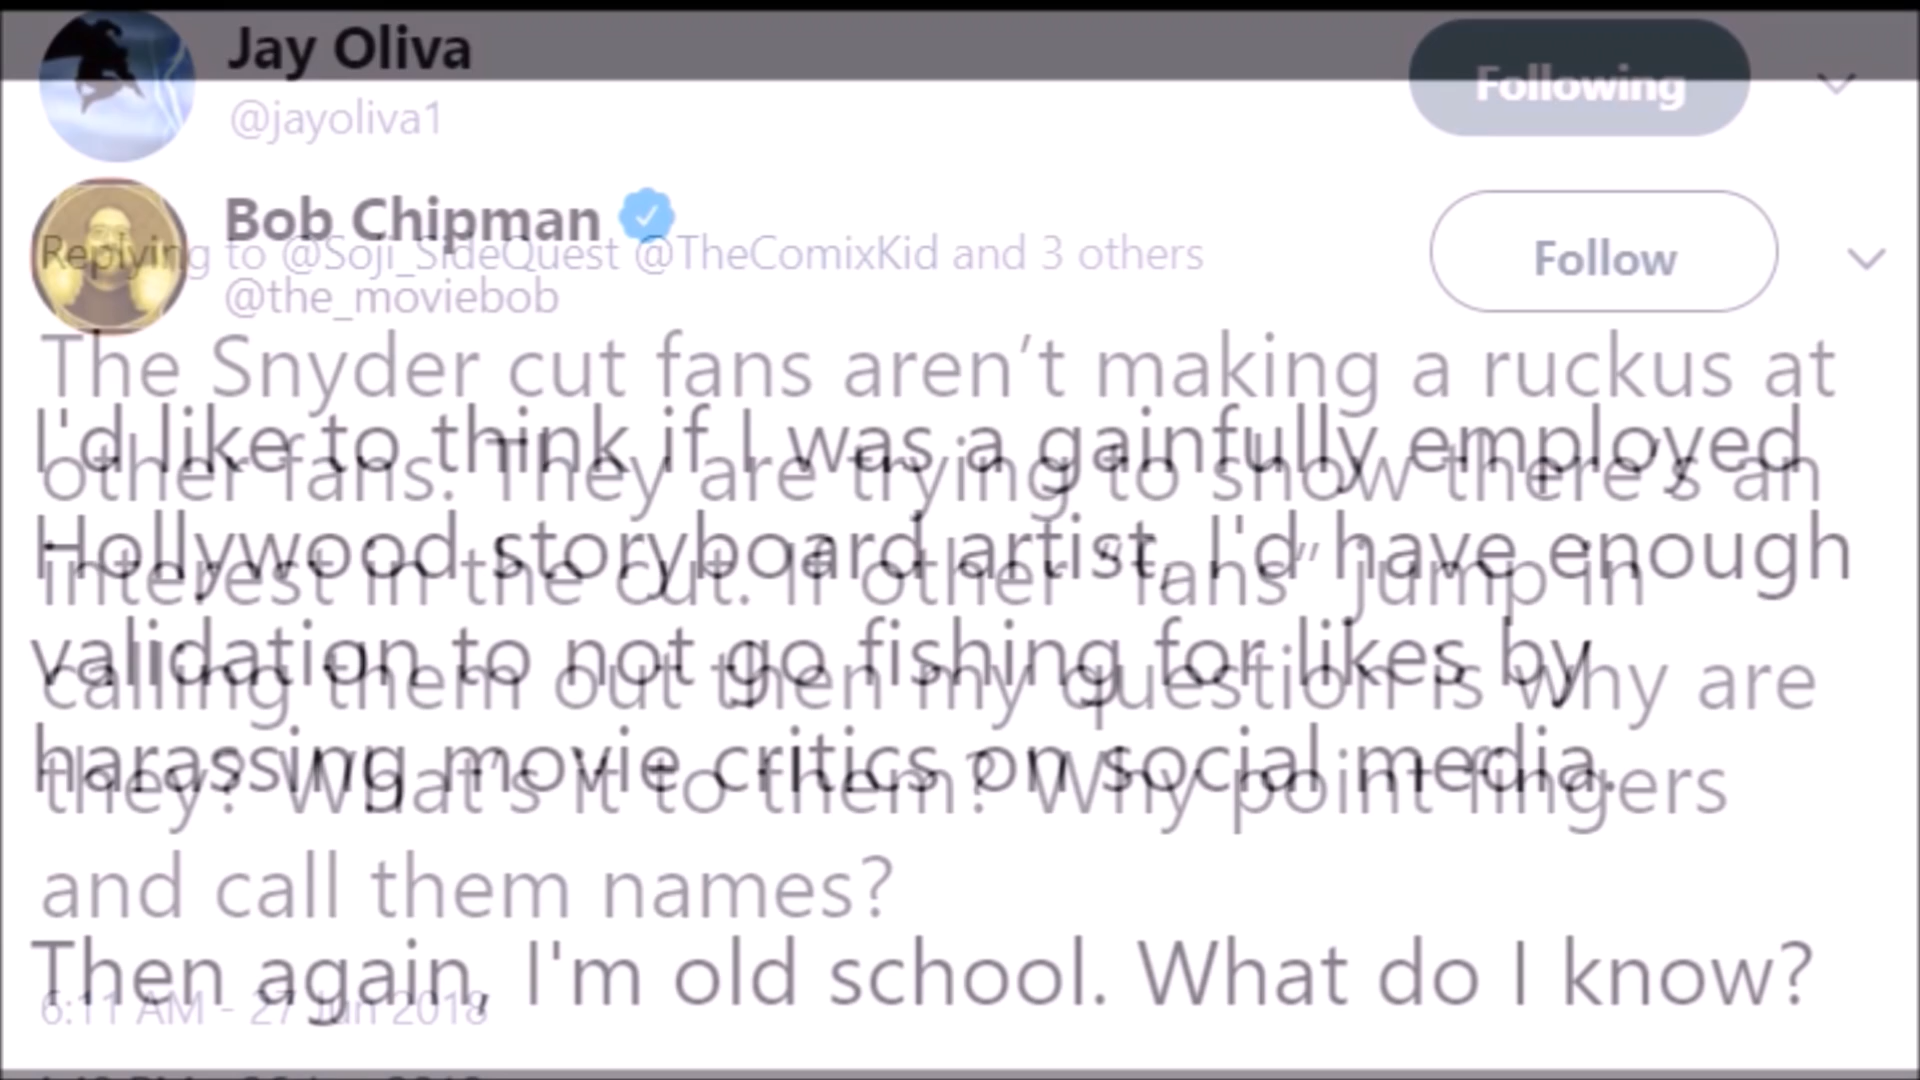 Jay Oliva
@jayoliva1
Following
Replying to @Soji_SideQuest @TheComixKid and 3 others
The Snyder cut fans aren’t making a ruckus at
other fans. They are trying to show there’s an
interest in the cut. If other “fans” jump in
calling them out then my question is why are
they? What’s it to them? Why point fingers
and call them names?
6:11 AM - 27 Jun 2018
Bob Chipman
@the_moviebob
Follow
I'd like to think if I was a gainfully employed
Hollywood storyboard artist, I'd have enough
validation to not go fishing for likes by
harassing movie critics on social media.
Then again, I'm old school. What do I know?